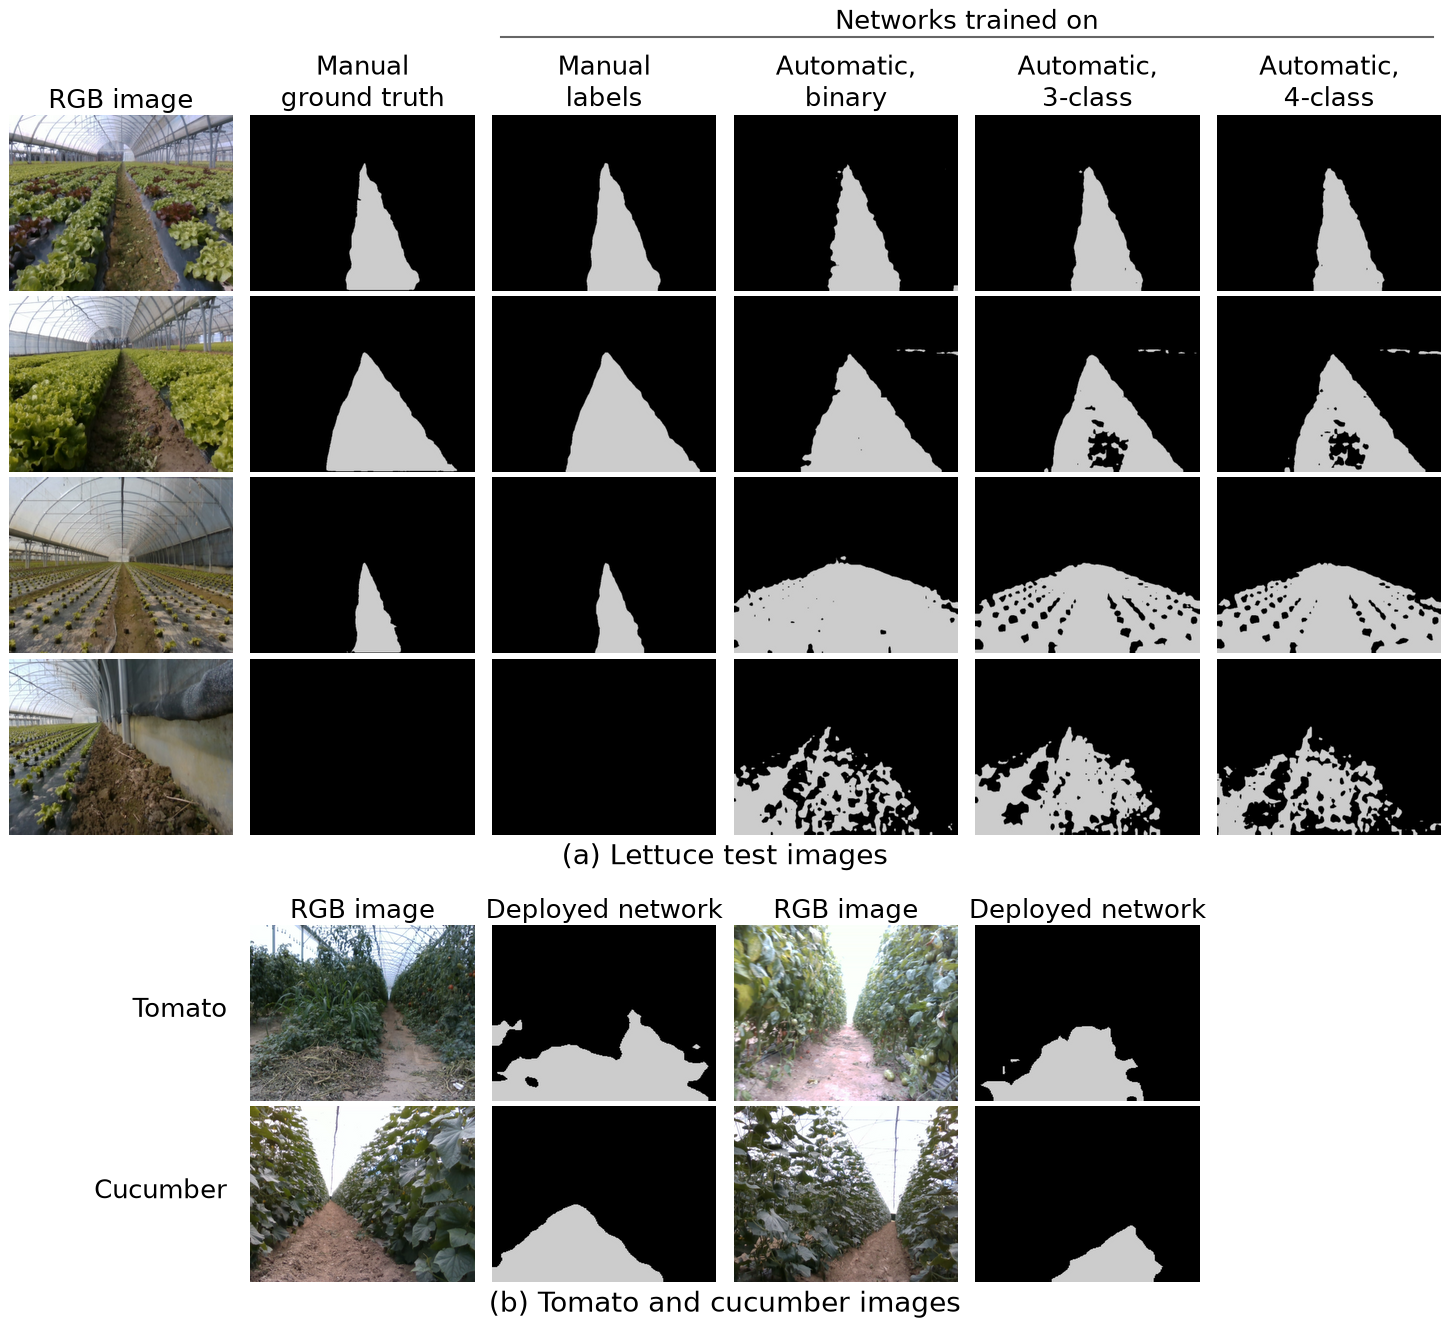 Networks trained on
RGB image
Manual
ground truth
Manual
labels
Automatic,
binary
Automatic,
3-class
Automatic,
4-class
(a) Lettuce test images
RGB image
Deployed network
RGB image
Deployed network
Tomato
Cucumber
(b) Tomato and cucumber images